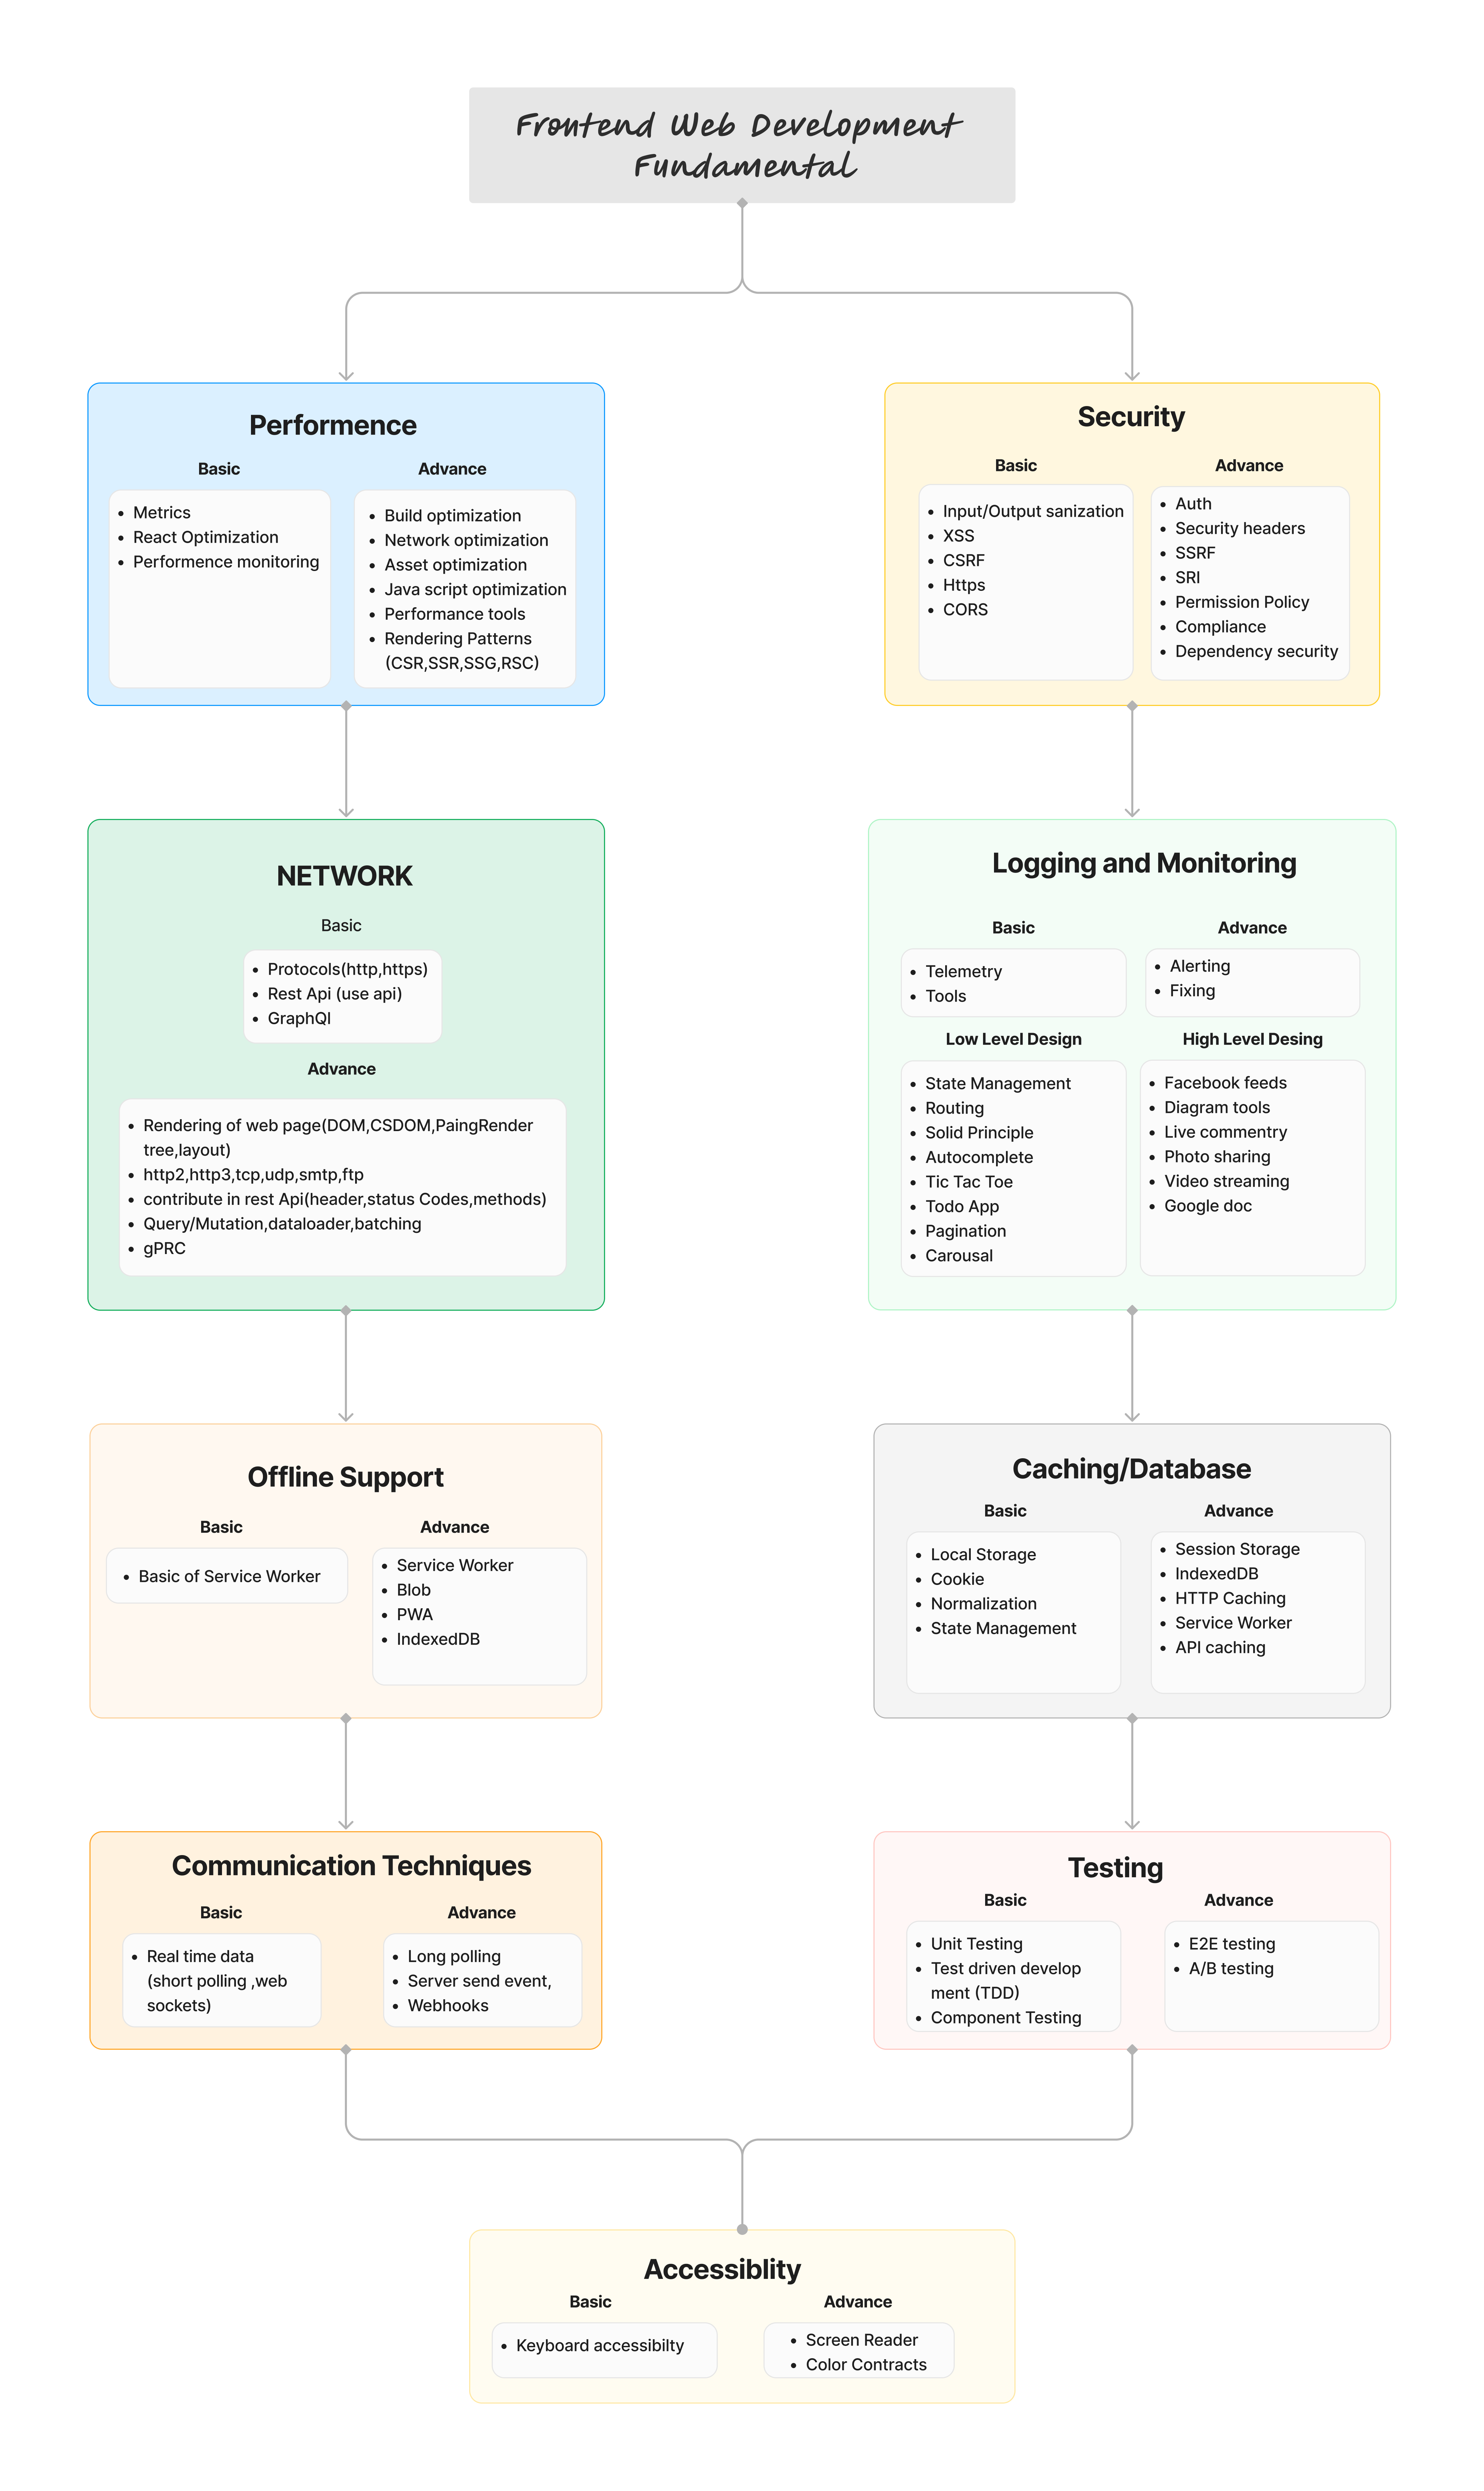 Frontend Web Development
Fundamental
Performence
Basic
Metrics
React Optimization
Performence monitoring
Advance
Build optimization
Network optimization
Asset optimization
Java script optimization
Performance tools
Rendering Patterns
(CSR,SSR,SSG,RSC)
Security
Basic
Input/Output sanization
XSS
CSRF
Https
CORS
Advance
Auth
Security headers
SSRF
SRI
Permission Policy
Compliance
Dependency security
NETWORK
Basic
Protocols(http,https)
Rest Api (use api)
GraphQl
Advance
Rendering of web page(DOM,CSDOM,PaingRender
tree,layout)
http2,http3,tcp,udp,smtp,ftp
contribute in rest Api(header,status Codes,methods)
Query/Mutation,dataloader,batching
gPRC
Logging and Monitoring
Basic
Telemetry
Tools
Advance
Alerting
Fixing
Low Level Design
State Management
Routing
Solid Principle
Autocomplete
Tic Tac Toe
Todo App
Pagination
Carousal
High Level Desing
Facebook feeds
Diagram tools
Live commentry
Photo sharing
Video streaming
Google doc
Offline Support
Basic
Basic of Service Worker
Advance
Service Worker
Blob
PWA
IndexedDB
Caching/Database
Basic
Local Storage
Cookie
Normalization
State Management
Advance
Session Storage
IndexedDB
HTTP Caching
Service Worker
API caching
Communication Techniques
Basic
Real time data
(short polling ,web
sockets)
Advance
Long polling
Server send event,
Webhooks
Testing
Basic
Unit Testing
Test driven develop
ment (TDD)
Component Testing
Advance
E2E testing
A/B testing
Accessiblity
Basic
Keyboard accessibilty
Advance
Screen Reader
Color Contracts